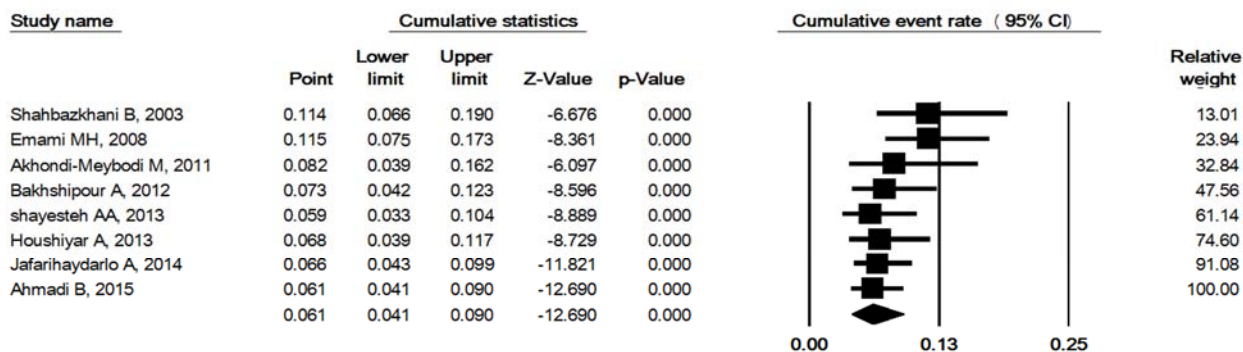 Study name Cumulative statistics Cumulative event rate ( 95% CI)
Lower Upper Relative
Point limit limit Z-Value p-Value weight
Shahbazkhani B, 2003 0.114 0.066 0.190 -6.676 0.000 13.01
Emami MH, 2008 0.115 0.075 0.173 -8.361 0.000 23.94
Akhondi-Meybodi M, 2011 0.082 0.039 0.162 -6.097 0.000 32.84
Bakhshipour A, 2012 0.073 0.042 0.123 -8.596 0.000 47.56
shayesteh AA, 2013 0.059 0.033 0.104 -8.889 0.000 61.14
Houshiyar A, 2013 0.068 0.039 0.117 -8.729 0.000 74.60
Jafarihaydarlo A, 2014 0.066 0.043 0.099 -11.821 0.000 91.08
Ahmadi B, 2015 0.061 0.041 0.090 -12.690 0.000 100.00
0.061 0.041 0.090 -12.690 0.000
0.00 0.13 0.25